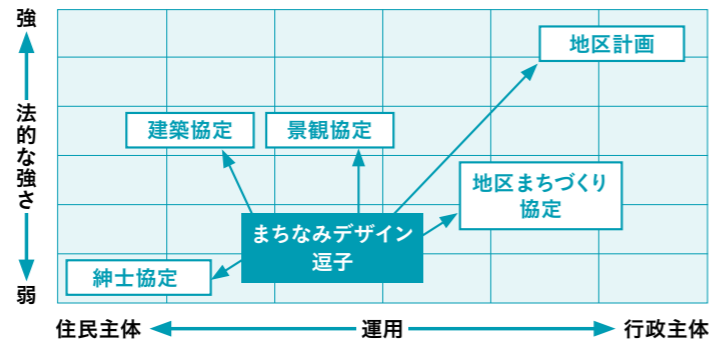 強
法的な強さ
弱
地区計画
建築協定
景観協定
地区まちづくり
協定
まちなみデザイン
逗子
紳士協定
住民主体
運用
行政主体